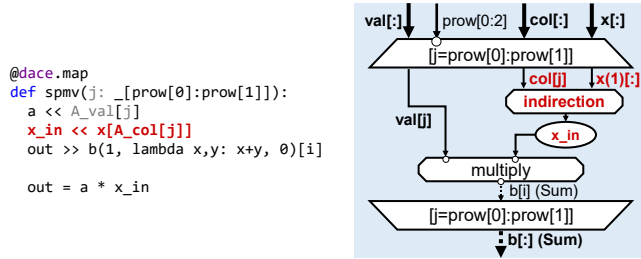 @dace.map
def spmv(j: _[prow[0]:prow[1]]):
a << A_val[j]
x_in << x[A_col[j]]
out >> b(1, lambda x,y: x+y, 0)[i]
out = a * x_in
val[:] prow[0:2] col[:] x[:]
[j=prow[0]:prow[1]]
col[j] x(1)[:]
indirection
val[j]
x_in
multiply
b[i] (Sum)
[j=prow[0]:prow[1]]
b[:] (Sum)